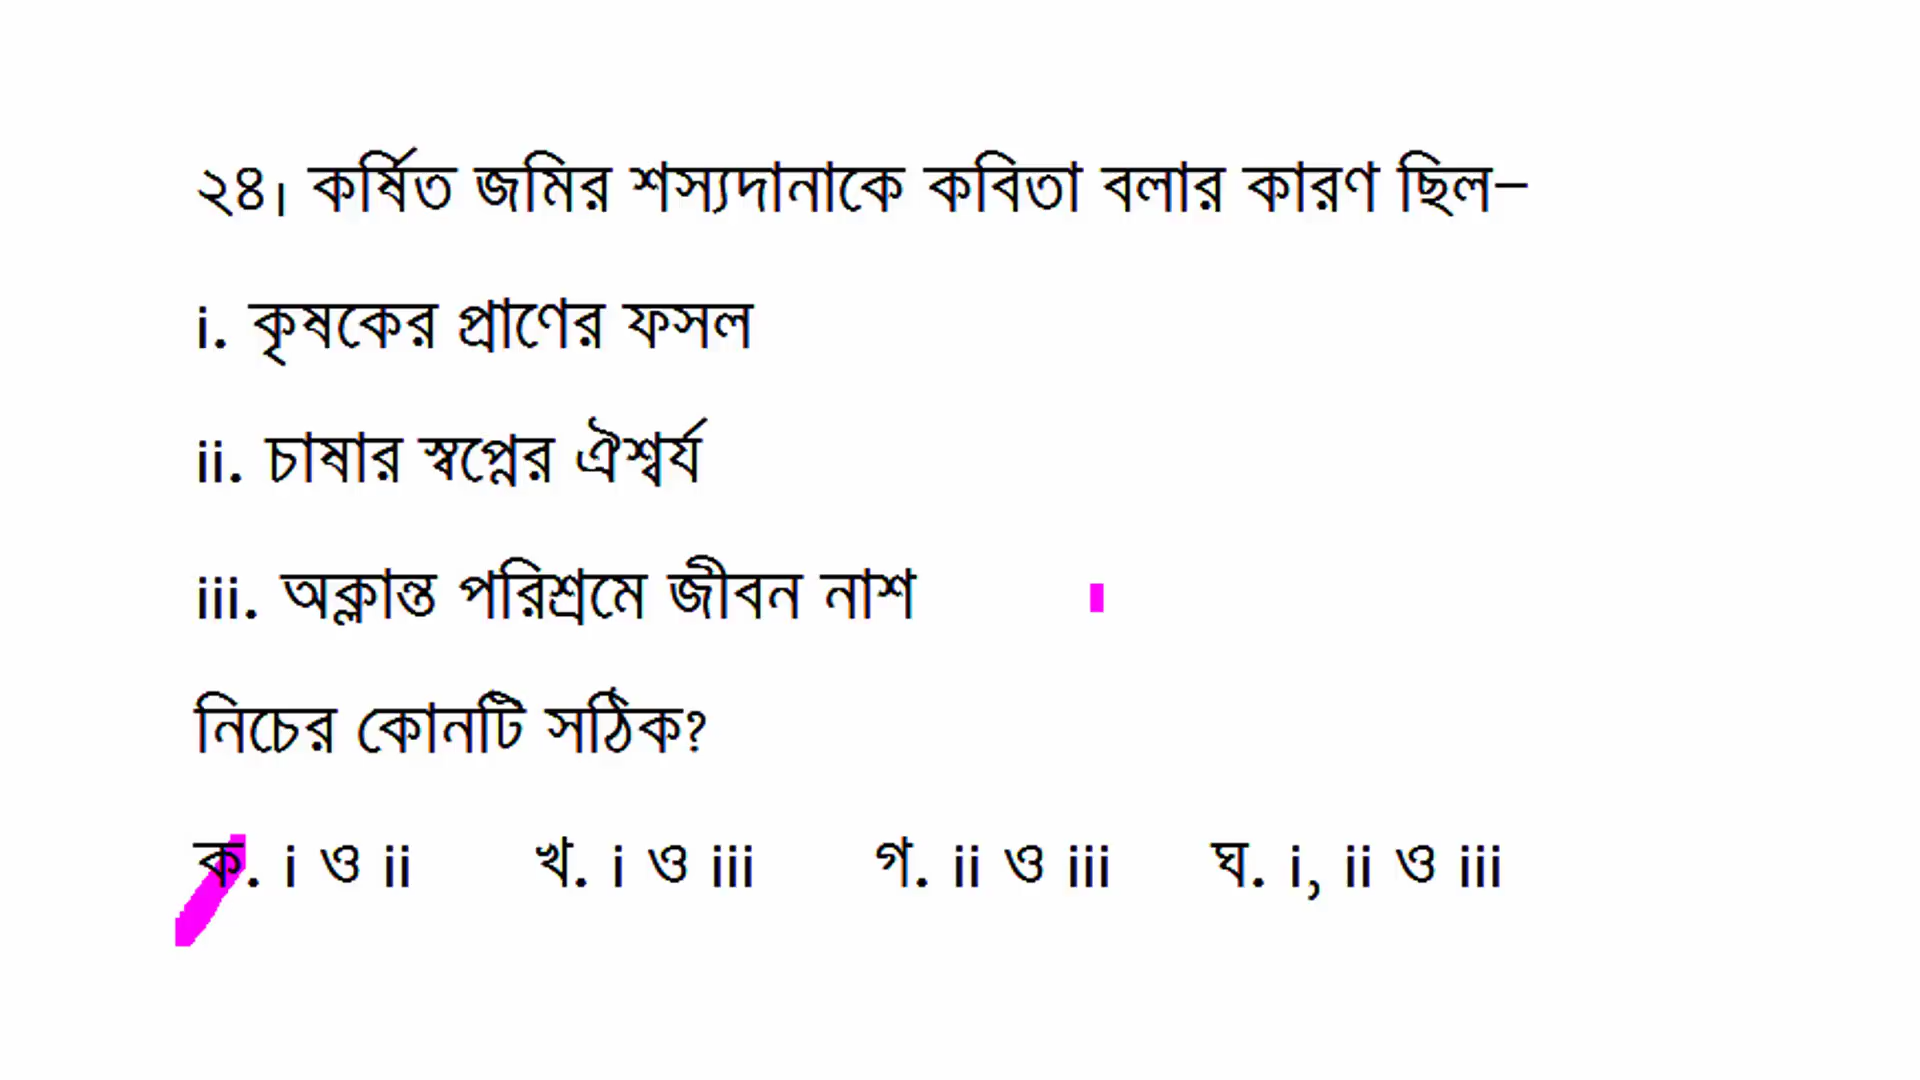 ২৪। কর্ষিত জমির শস্যদানাকে কবিতা বলার কারণ ছিল–
i. কৃষকের প্রাণের ফসল
ii. চাষার স্বপ্নের ঐশ্বর্য
iii. অক্লান্ত পরিশ্রমে জীবন নাশ
নিচের কোনটি সঠিক?
ক. i ও ii খ. i ও iii গ. ii ও iii ঘ. i, ii ও iii